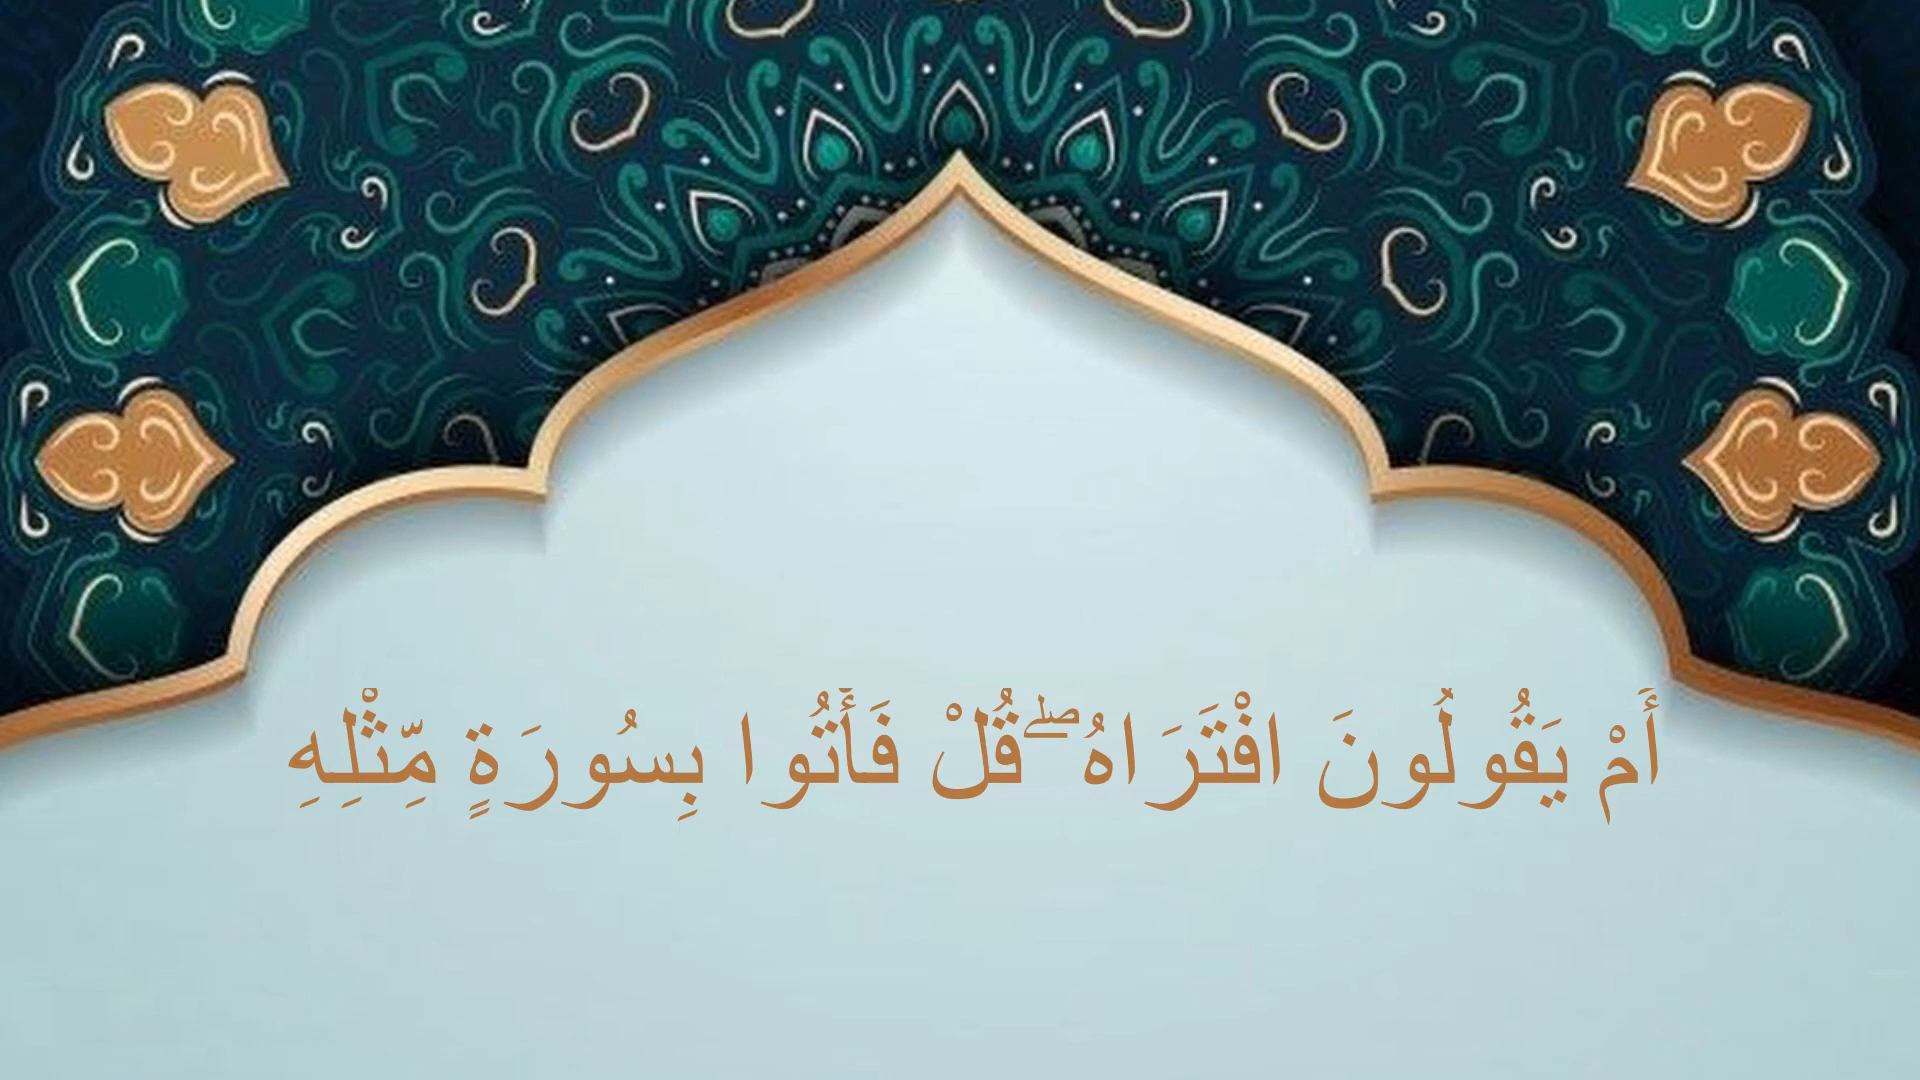 أَمْ يَقُولُونَ افْتَرَاهُ ۖ قُلْ فَأْتُوا بِسُورَةٍ مِّثْلِهِ